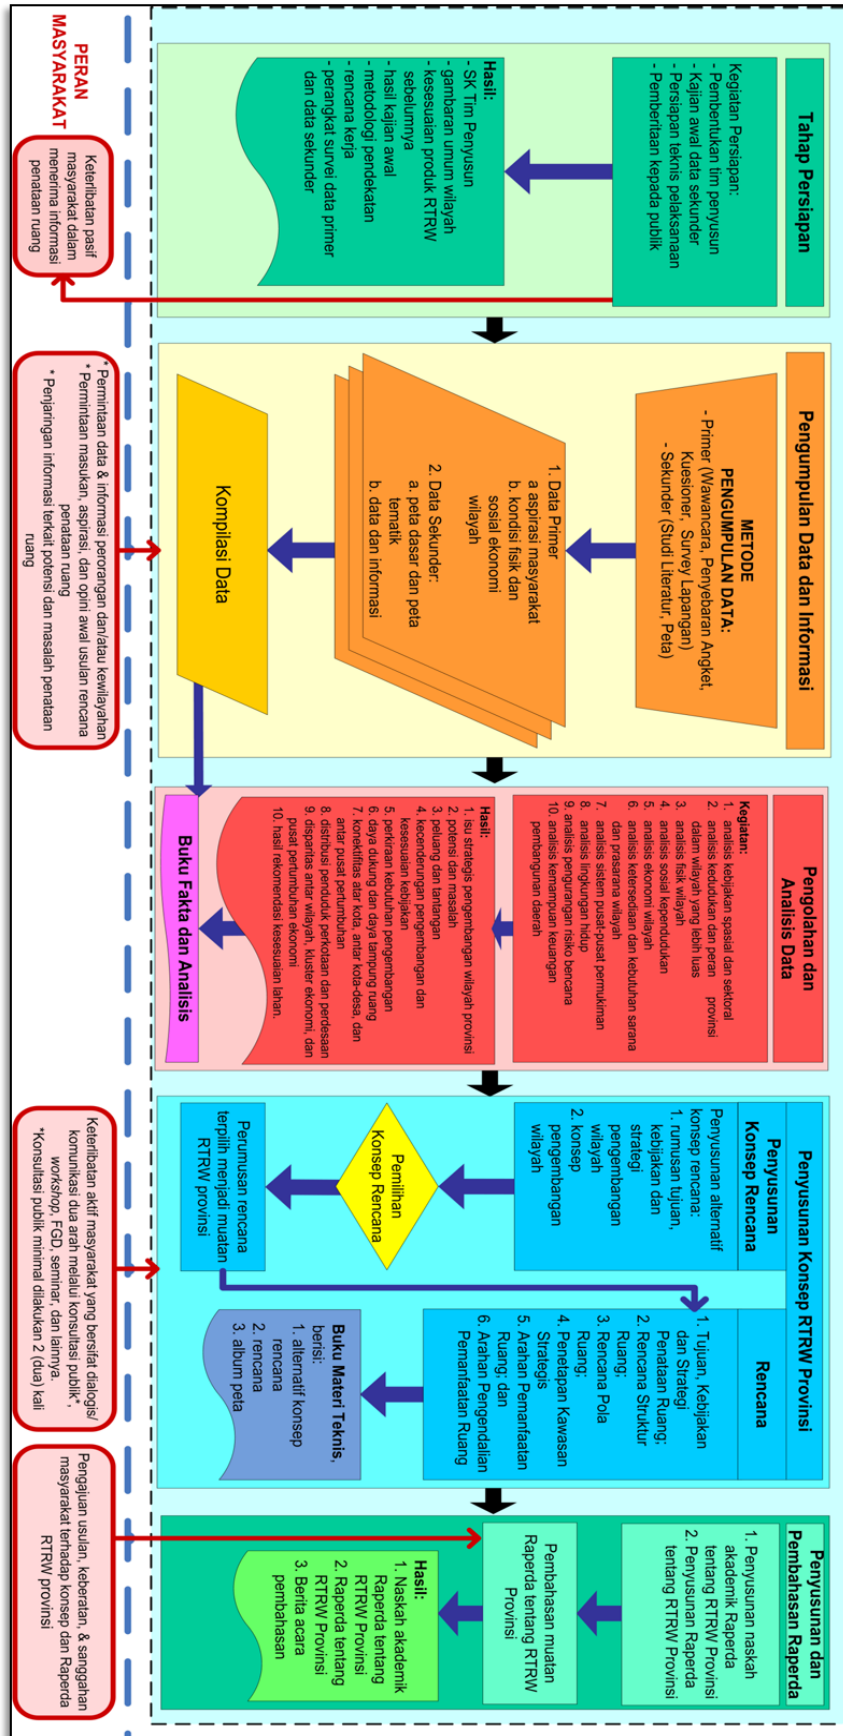 Tahap Persiapan
Kegiatan Persiapan:
- Pembentukan tim penyusun
- Kajian awal data sekunder
- Persiapan teknis pelaksanaan
- Pemberitaan kepada publik
Hasil:
- SK Tim Penyusun
- gambaran umum wilayah
- kesesuaian produk RTRW
sebelumnya
- hasil kajian awal
- metodologi pendekatan
- rencana kerja
- perangkat survei data primer
dan data sekunder
Pengumpulan Data dan Informasi
METODE
PENGUMPULAN DATA:
- Primer (Wawancara, Penyebaran Angket,
Kuesioner, Survey Lapangan)
- Sekunder (Studi Literatur, Peta)
1. Data Primer
a aspirasi masyarakat
b. kondisi fisik dan
sosial ekonomi
wilayah
2. Data Sekunder:
a. peta dasar dan peta
tematik
b. data dan informasi
Kompilasi Data
Pengolahan dan
Analisis Data
Kegiatan:
1. analisis kebijakan spasial dan sektoral
2. analisis kedudukan dan peran provinsi
dalam wilayah yang lebih luas
3. analisis fisik wilayah
4. analisis sosial kependudukan
5. analisis ekonomi wilayah
6. analisis ketersediaan dan kebutuhan sarana
dan prasarana wilayah
7. analisis sistem pusat-pusat permukiman
8. analisis lingkungan hidup
9. analisis pengurangan risiko bencana
10. analisis kemampuan keuangan
pembangunan daerah
Hasil:
1. isu strategis pengembangan wilayah provinsi
2. potensi dan masalah
3 peluang dan tantangan
4. kecenderungan pengembangan dan
kesesuaian kebijakan
5. perkiraan kebutuhan pengembangan
6 daya dukung dan daya tampung ruang
7. konektifitas atar kota, antar kota-desa, dan
antar pusat pertumbuhan
8. distribusi penduduk perkotaan dan perdesaan
9. disparitas antar wilayah, kluster ekonomi, dan
pusat pertumbuhan ekonomi
10. hasil rekomendasi kesesuaian lahan.
Buku Fakta dan Analisis
Penyusunan Konsep RTRW Provinsi
Penyusunan
Konsep Rencana
Penyusunan alternatif
konsep rencana:
1. rumusan tujuan,
kebijakan dan
strategi
pengembangan
wilayah
2. konsep
pengembangan
wilayah
Pemilihan
Konsep Rencana
Perumusan rencana
terpilih menjadi muatan
RTRW provinsi
Rencana
1. Tujuan, Kebijakan
dan Strategi
Penataan Ruang;
2. Rencana Struktur
Ruang;
3. Rencana Pola
Ruang;
4. Penetapan Kawasan
Strategis
5. Arahan Pemanfaatan
Ruang; dan
6. Arahan Pengendalian
Pemanfaatan Ruang
Buku Materi Teknis,
berisi:
1. alternatif konsep
rencana
2. rencana
3. album peta
Penyusunan dan
Pembahasan Raperda
1. Penyusunan naskah
akademik Raperda
tentang RTRW Provinsi
2. Penyusunan Raperda
tentang RTRW Provinsi
Pembahasan muatan
Raperda tentang RTRW
Provinsi
Hasil:
1. Naskah akademik
Raperda tentang
RTRW Provinsi
2. Raperda tentang
RTRW Provinsi
3. Berita acara
pembahasan
PERAN
MASYARAKAT
Keterlibatan pasif
masyarakat dalam
menerima informasi
penataan ruang
* Permintaan data & informasi perorangan dan/atau kewilayahan
* Permintaan masukan, aspirasi, dan opini awal usulan rencana
penataan ruang
* Penjaringan informasi terkait potensi dan masalah penataan
ruang
Keterlibatan aktif masyarakat yang bersifat dialogis/
komunikasi dua arah melalui konsultasi publik*,
workshop, FGD, seminar, dan lainnya.
*Konsultasi publik minimal dilakukan 2 (dua) kali
Pengajuan usulan, keberatan, & sanggahan
masyarakat terhadap konsep dan Raperda
RTRW provinsi